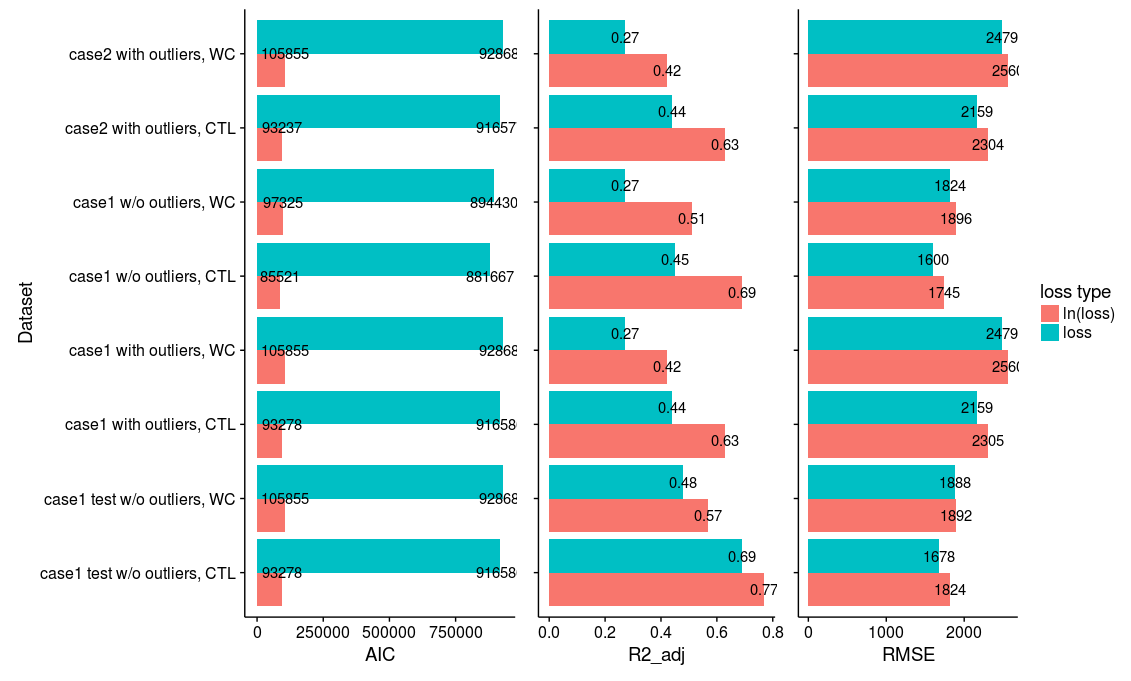 case2 with outliers, WC
105855
92868
0.27
0.42
2479
2560
case2 with outliers, CTL
93237
91657
0.44
0.63
2159
2304
case1 w/o outliers, WC
97325
894430
0.27
0.51
1824
1896
case1 w/o outliers, CTL
85521
881667
0.45
0.69
1600
1745
case1 with outliers, WC
105855
92868
0.27
0.42
2479
2560
case1 with outliers, CTL
93278
91658
0.44
0.63
2159
2305
case1 test w/o outliers, WC
105855
92868
0.48
0.57
1888
1892
case1 test w/o outliers, CTL
93278
91658
0.69
0.77
1678
1824
Dataset
0 250000 500000 750000
AIC
0.0 0.2 0.4 0.6 0.8
R2_adj
0 1000 2000
RMSE
loss type
ln(loss)
loss